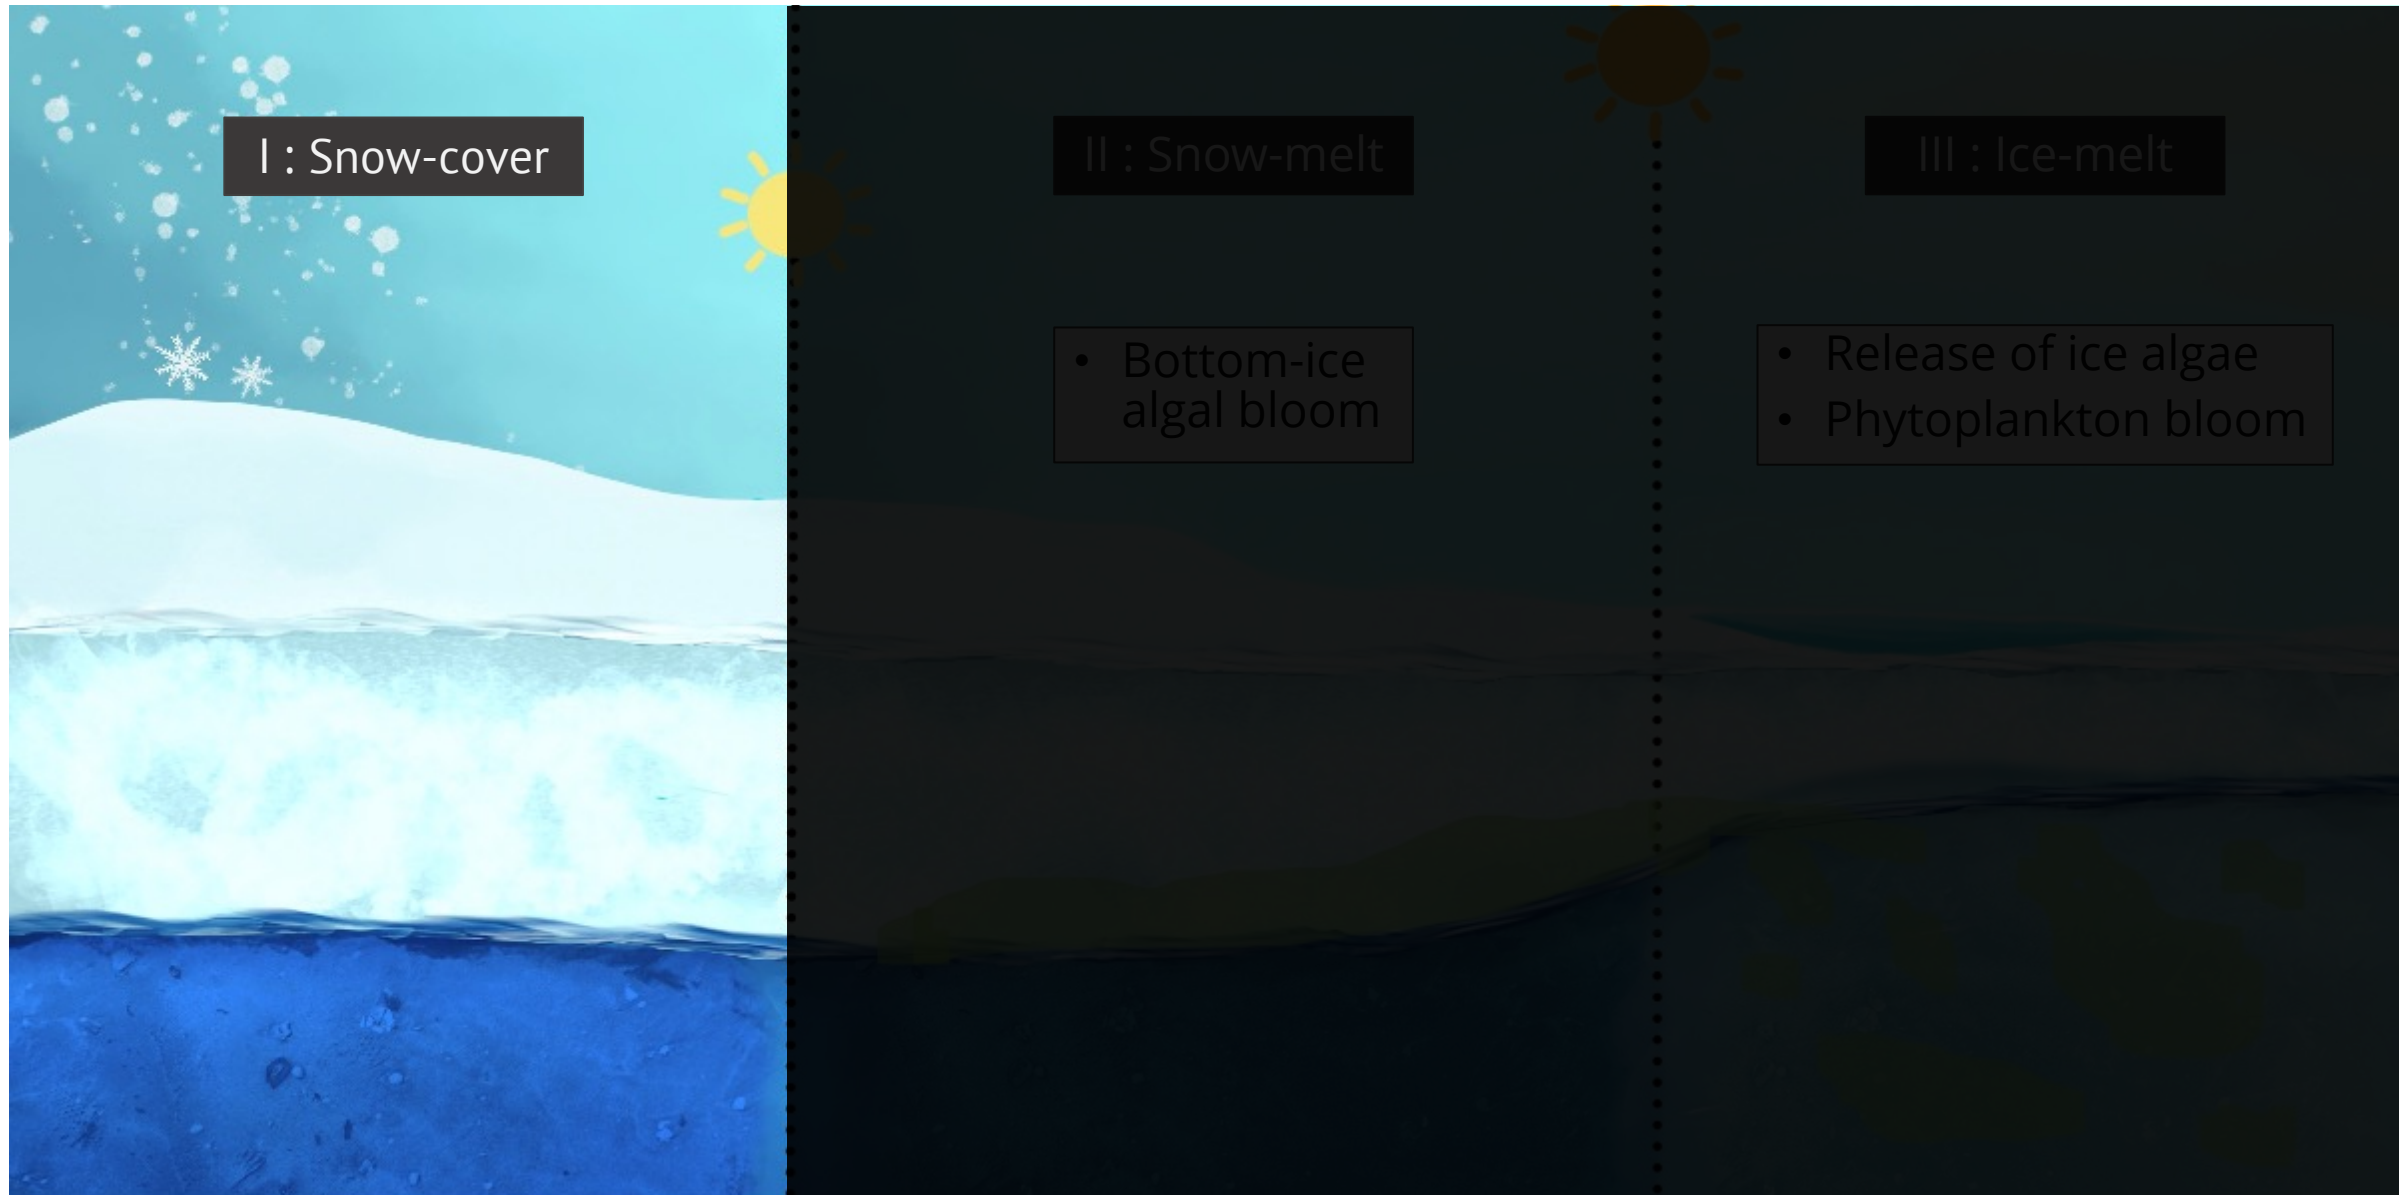 I : Snow-cover
II : Snow-melt
III : Ice-melt
• Bottom-ice
algal bloom
• Release of ice algae
• Phytoplankton bloom